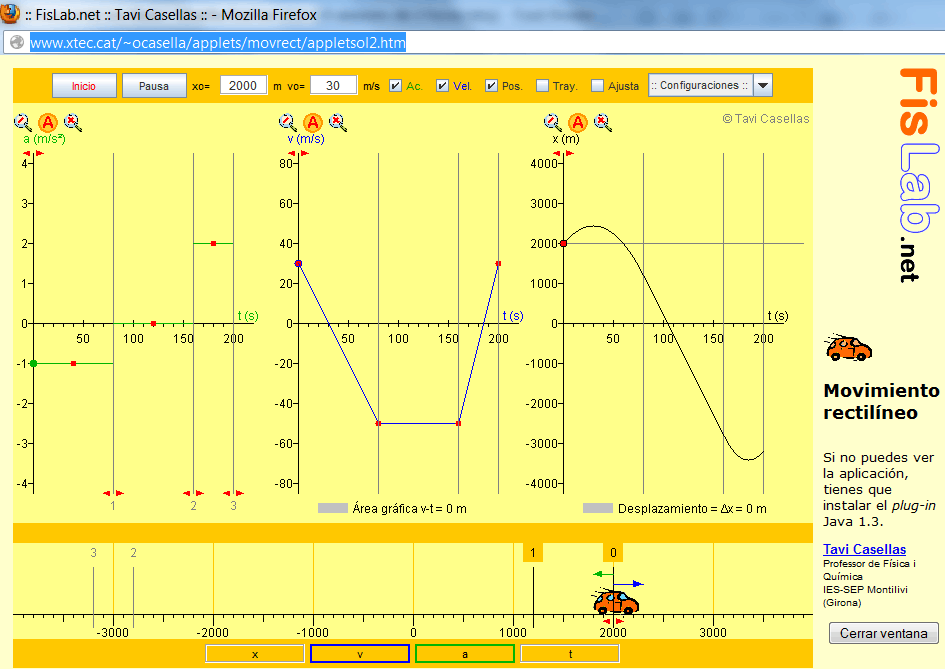 :: FisLab.net :: Tavi Casellas :: - Mozilla Firefox
www.xtec.cat/~ocasella/applets/movrect/appletsol2.htm
Inicio Pausa xo= 2000 m vo= 30 m/s Ac. Vel. Pos. Tray. Ajusta :: Configuraciones ::
© Tavi Casellas
A
a (m/s²)
4
3
2
1
0
-1
-2
-3
-4
50 100 150 200
t (s)
1 2 3
A
v (m/s)
80
60
40
20
0
-20
-40
-60
-80
50 100 150 200
t (s)
Área gráfica v-t = 0 m
A
x (m)
4000
3000
2000
1000
0
-1000
-2000
-3000
-4000
50 100 150 200
t (s)
Desplazamiento = Δx = 0 m
3 2 1 0
-3000 -2000 -1000 0 1000 2000 3000
x v a t
FisLab.net
Movimiento
rectilíneo
Si no puedes ver
la aplicación,
tienes que
instalar el plug-in
Java 1.3.
Tavi Casellas
Professor de Física i
Química
IES-SEP Montilivi
(Girona)
Cerrar ventana